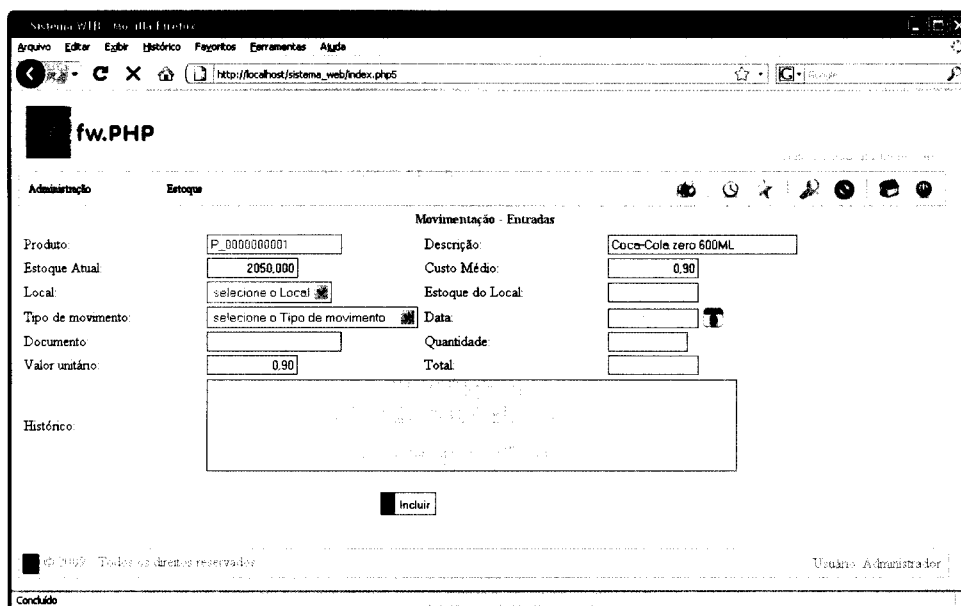 Sistema WEB - Mozilla Firefox
Arquivo Editar Exibir Histórico Favoritos Ferramentas Ajuda
http://localhost/sistema_web/index.php5
G Google
fw.PHP
Administração Estoque
Movimentação - Entradas
Produto: P_0000000001 Descrição: Coca-Cola zero 600ML
Estoque Atual: 2050,000 Custo Médio: 0,90
Local: selecione o Local Estoque do Local:
Tipo de movimento: selecione o Tipo de movimento Data:
Documento: Quantidade:
Valor unitário: 0,90 Total:
Histórico:
Incluir
Todos os direitos reservados Usuário: Administrador
Concluído